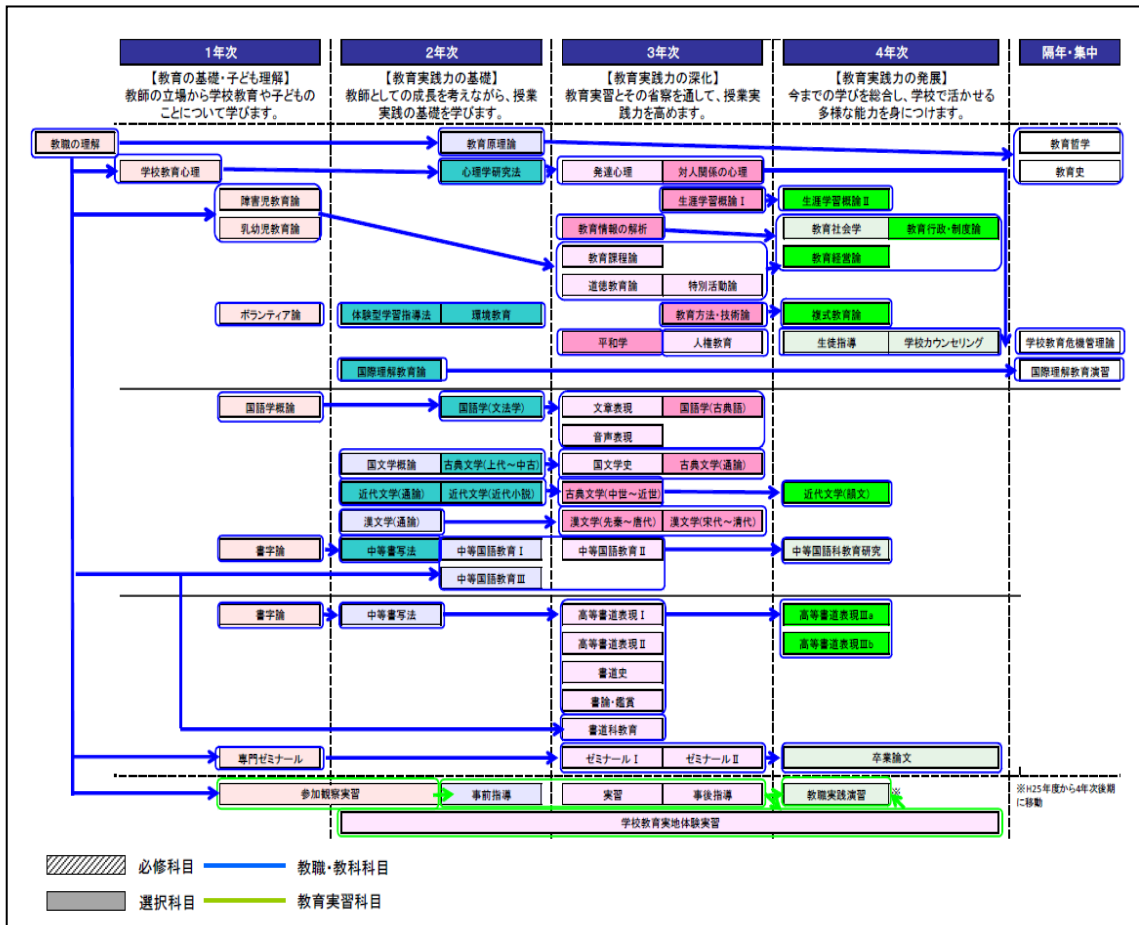 1年次
2年次
3年次
4年次
隔年・集中
【教育の基礎・子ども理解】
教師の立場から学校教育や子どもの
ことについて学びます。
【教育実践力の基礎】
教師としての成長を考えながら、授業
実践の基礎を学びます。
【教育実践力の深化】
教育実習とその省察を通して、授業実
践力を高めます。
【教育実践力の発展】
今までの学びを総合し、学校で活かせる
多様な能力を身につけます。
教職の理解
教育原理論
教育哲学
学校教育心理
心理学研究法
発達心理
対人関係の心理
教育史
障害児教育論
生涯学習概論Ⅰ
生涯学習概論Ⅱ
乳幼児教育論
教育情報の解析
教育社会学
教育行政・制度論
教育課程論
教育経営論
道徳教育論
特別活動論
ボランティア論
体験型学習指導法
環境教育
教育方法・技術論
複式教育論
平和学
人権教育
生徒指導
学校カウンセリング
学校教育危機管理論
国際理解教育論
国際理解教育演習
国語学概論
国語学(文法学)
文章表現
国語学(古典語)
音声表現
国文学概論
古典文学(上代～中古)
国文学史
古典文学(通論)
近代文学(通論)
近代文学(近代小説)
古典文学(中世～近世)
近代文学(韻文)
漢文学(通論)
漢文学(先秦～唐代)
漢文学(宋代～清代)
書字論
中等書写法
中等国語教育Ⅰ
中等国語教育Ⅱ
中等国語科教育研究
中等国語教育Ⅲ
書字論
中等書写法
高等書道表現Ⅰ
高等書道表現Ⅲa
高等書道表現Ⅱ
高等書道表現Ⅲb
書道史
書論・鑑賞
書道科教育
専門ゼミナール
ゼミナールⅠ
ゼミナールⅡ
卒業論文
参加観察実習
事前指導
実習
事後指導
教職実践演習
※
※H25年度から4年次後期
に移動
学校教育実地体験実習
必修科目
教職・教科科目
選択科目
教育実習科目